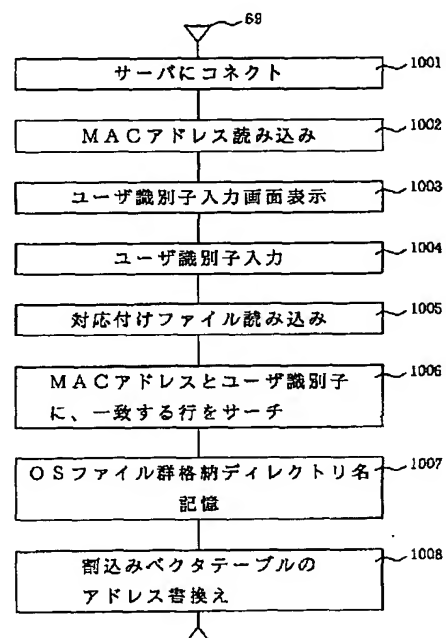 69
サーバにコネクト
1001
MACアドレス読み込み
1002
ユーザ識別子入力画面表示
1003
ユーザ識別子入力
1004
対応付けファイル読み込み
1005
MACアドレスとユーザ識別子
に、一致する行をサーチ
1006
OSファイル群格納ディレクトリ名
記憶
1007
割込みベクタテーブルの
アドレス書換え
1008